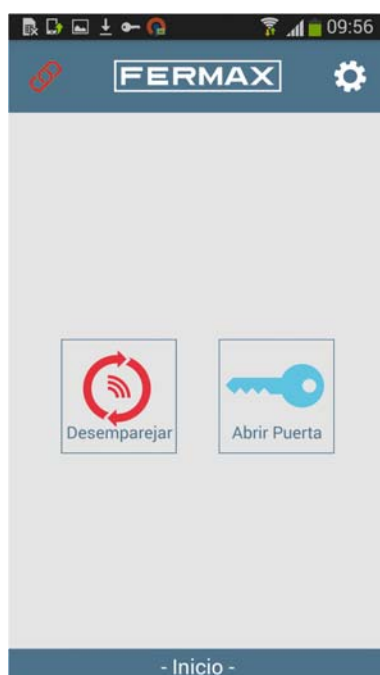 09:56
FERMAX
Desemparejar
Abrir Puerta
- Inicio -